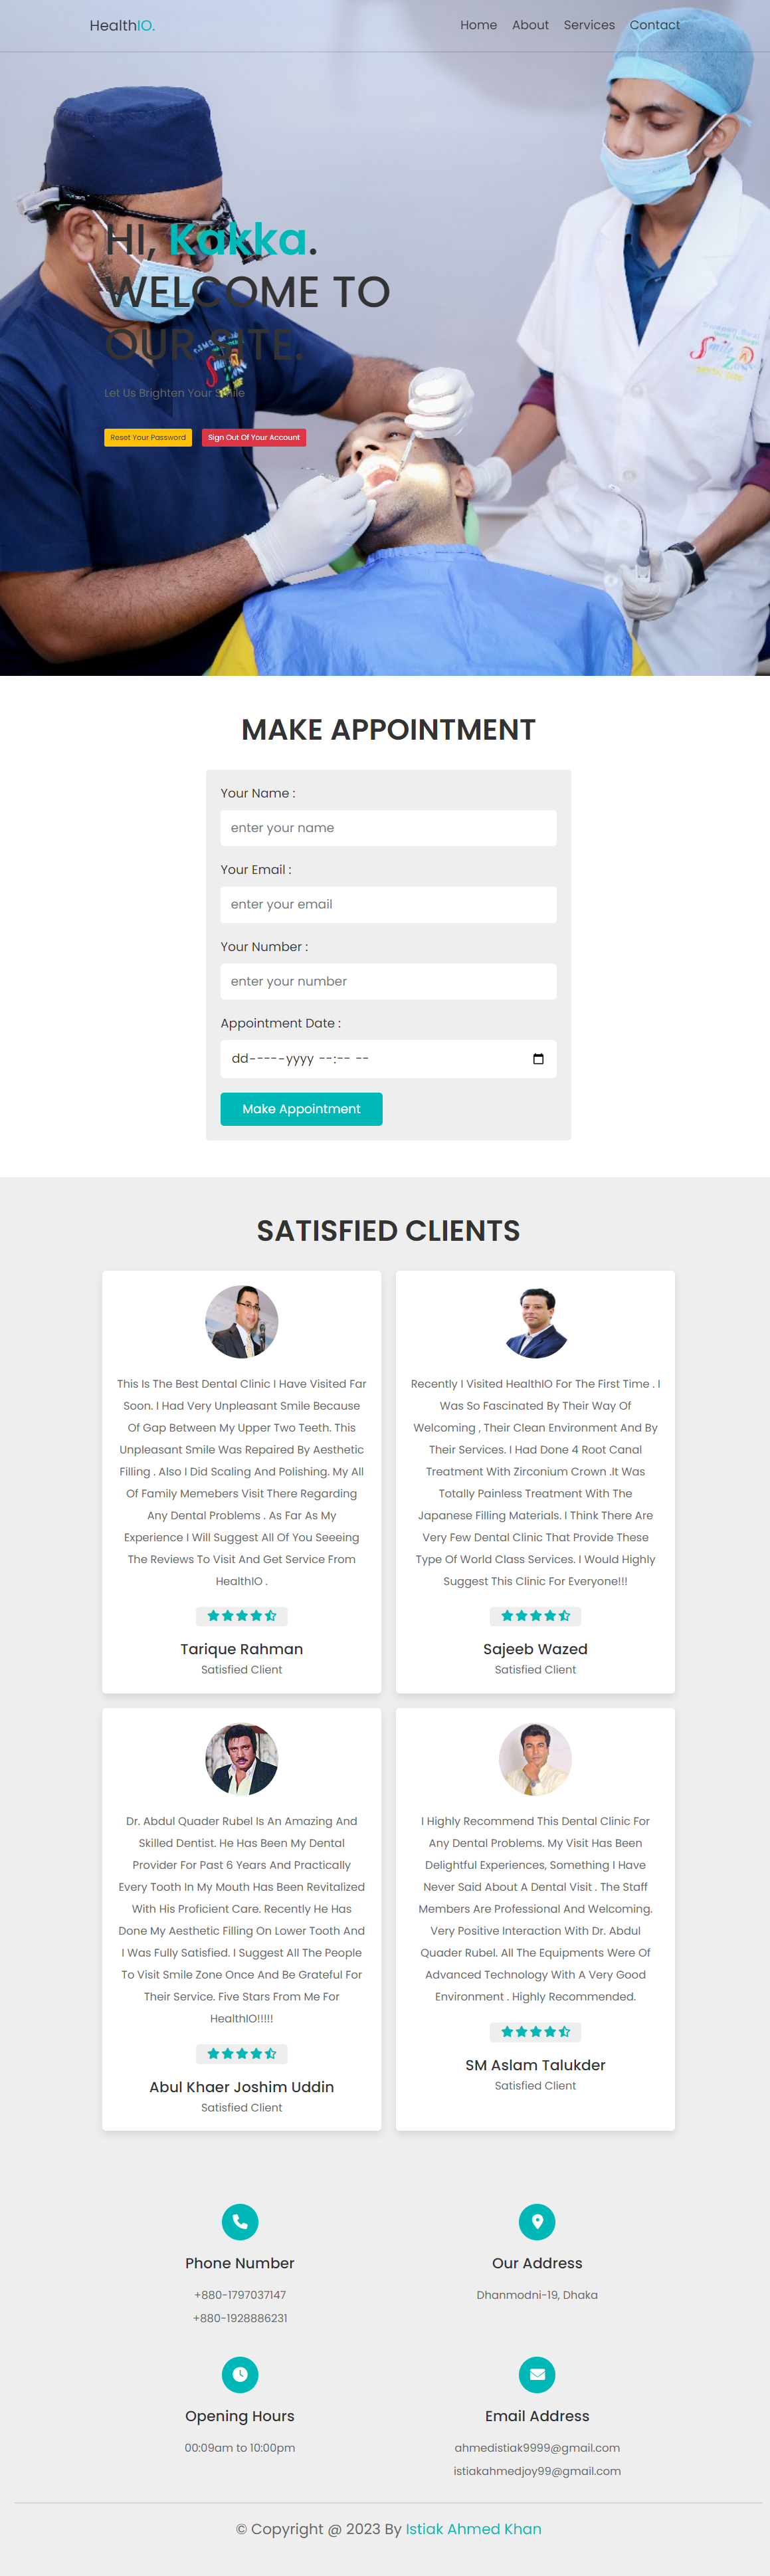 HealthIO.
Home About Services Contact
HI, Kakka.
WELCOME TO
OUR SITE.
Let Us Brighten Your Smile
Reset Your Password Sign Out Of Your Account
MAKE APPOINTMENT
Your Name :
enter your name
Your Email :
enter your email
Your Number :
enter your number
Appointment Date :
dd-----yyyy --:-- --
Make Appointment
SATISFIED CLIENTS
This Is The Best Dental Clinic I Have Visited Far
Soon. I Had Very Unpleasant Smile Because
Of Gap Between My Upper Two Teeth. This
Unpleasant Smile Was Repaired By Aesthetic
Filling . Also I Did Scaling And Polishing. My All
Of Family Memebers Visit There Regarding
Any Dental Problems . As Far As My
Experience I Will Suggest All Of You Seeeing
The Reviews To Visit And Get Service From
HealthIO .
Tarique Rahman
Satisfied Client
Recently I Visited HealthIO For The First Time . I
Was So Fascinated By Their Way Of
Welcoming , Their Clean Environment And By
Their Services. I Had Done 4 Root Canal
Treatment With Zirconium Crown .It Was
Totally Painless Treatment With The
Japanese Filling Materials. I Think There Are
Very Few Dental Clinic That Provide These
Type Of World Class Services. I Would Highly
Suggest This Clinic For Everyone!!!
Sajeeb Wazed
Satisfied Client
Dr. Abdul Quader Rubel Is An Amazing And
Skilled Dentist. He Has Been My Dental
Provider For Past 6 Years And Practically
Every Tooth In My Mouth Has Been Revitalized
With His Proficient Care. Recently He Has
Done My Aesthetic Filling On Lower Tooth And
I Was Fully Satisfied. I Suggest All The People
To Visit Smile Zone Once And Be Grateful For
Their Service. Five Stars From Me For
HealthIO!!!!!
Abul Khaer Joshim Uddin
Satisfied Client
I Highly Recommend This Dental Clinic For
Any Dental Problems. My Visit Has Been
Delightful Experiences, Something I Have
Never Said About A Dental Visit . The Staff
Members Are Professional And Welcoming.
Very Positive Interaction With Dr. Abdul
Quader Rubel. All The Equipments Were Of
Advanced Technology With A Very Good
Environment . Highly Recommended.
SM Aslam Talukder
Satisfied Client
Phone Number
+880-1797037147
+880-1928886231
Our Address
Dhanmodni-19, Dhaka
Opening Hours
00:09am to 10:00pm
Email Address
ahmedistiak9999@gmail.com
istiakahmedjoy99@gmail.com
© Copyright @ 2023 By Istiak Ahmed Khan